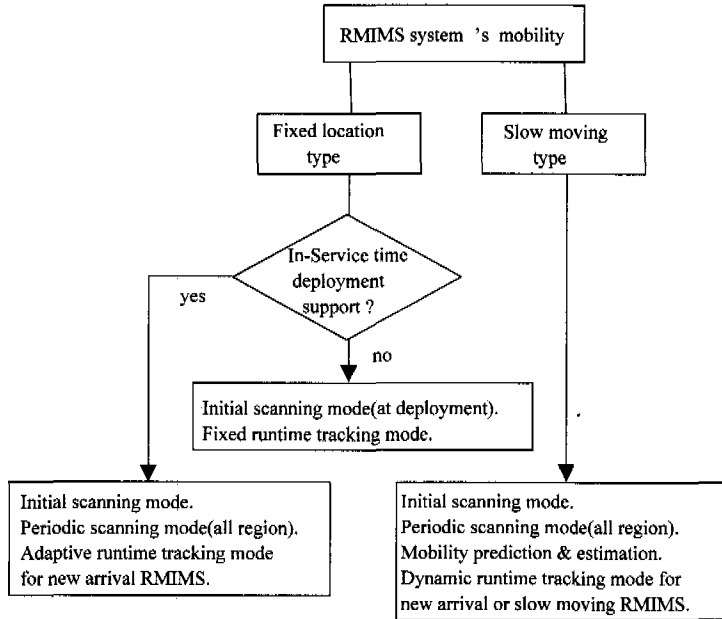 RMIMS system 's mobility
Fixed location
type
Slow moving
type
In-Service time
deployment
support ?
yes
no
Initial scanning mode(at deployment).
Fixed runtime tracking mode.
Initial scanning mode.
Periodic scanning mode(all region).
Adaptive runtime tracking mode
for new arrival RMIMS.
Initial scanning mode.
Periodic scanning mode(all region).
Mobility prediction & estimation.
Dynamic runtime tracking mode for
new arrival or slow moving RMIMS.